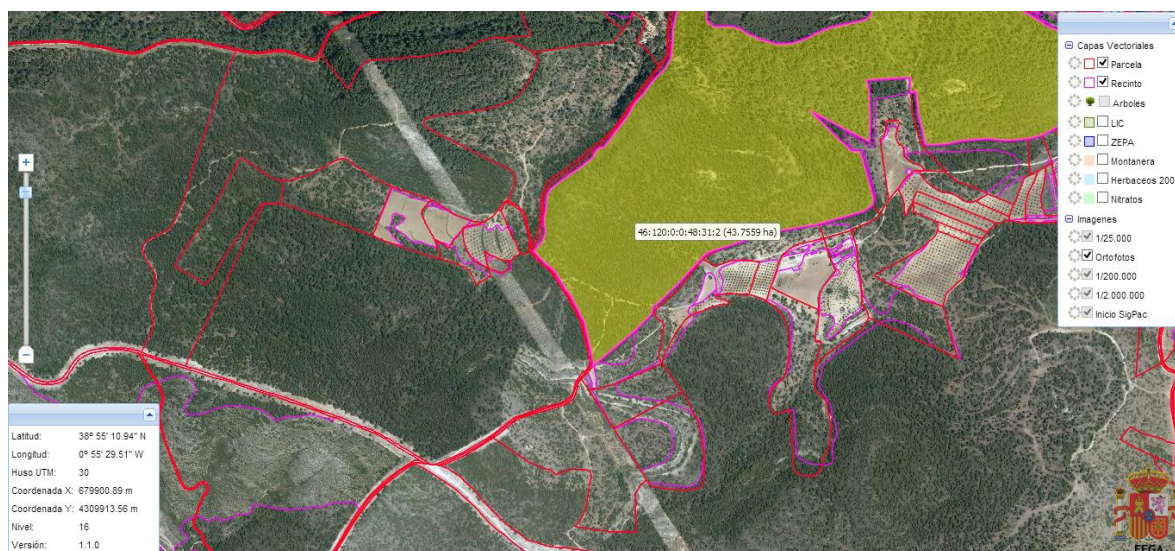 Capas Vectoriales
Parcela
Recinto
Arboles
LIC
ZEPA
Montanera
Herbaceos 200
Nitratos
Imagenes
1/25.000
Ortofotos
1/200.000
1/2.000.000
Inicio SigPac
46:120:0:0:48:31:2 (43.7559 ha)
Latitud: 38º 55' 10.94" N
Longitud: 0º 55' 29.51" W
Huso UTM: 30
Coordenada X: 679900.89 m
Coordenada Y: 4309913.56 m
Nivel: 16
Versión: 1.1.0
FEGA